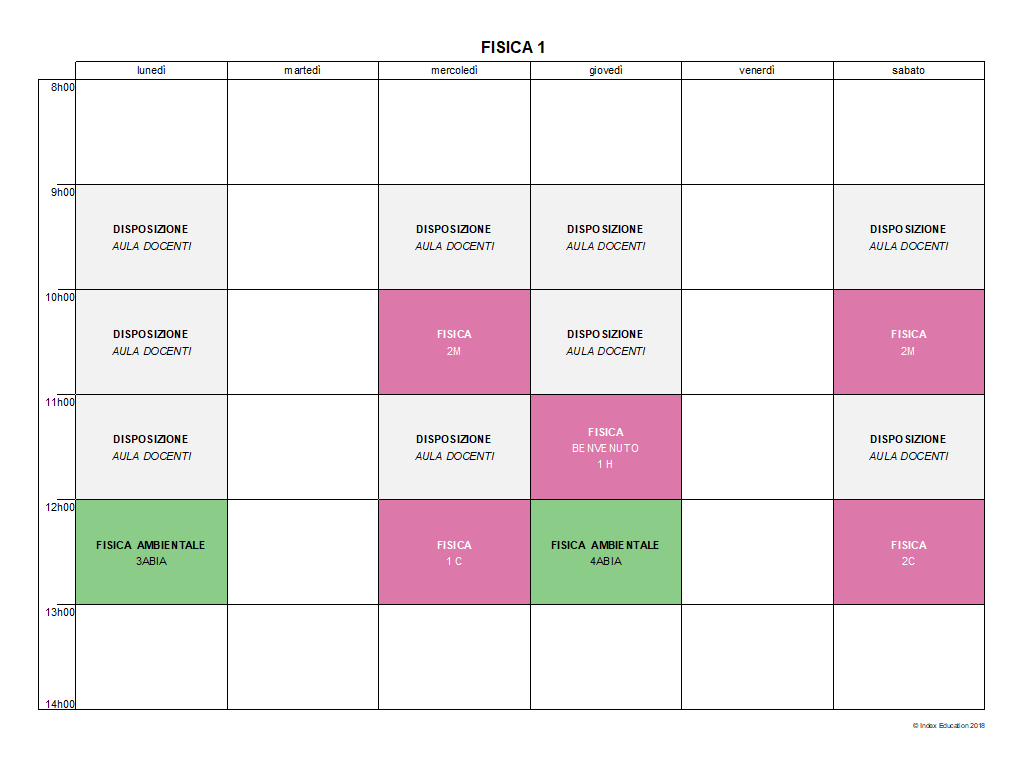 FISICA 1
lunedì martedì mercoledì giovedì venerdì sabato
8h00
9h00
DISPOSIZIONE DISPOSIZIONE DISPOSIZIONE DISPOSIZIONE
AULA DOCENTI AULA DOCENTI AULA DOCENTI AULA DOCENTI
10h00
DISPOSIZIONE FISICA DISPOSIZIONE FISICA
AULA DOCENTI 2M AULA DOCENTI 2M
11h00
FISICA
DISPOSIZIONE DISPOSIZIONE BENVENUTO DISPOSIZIONE
AULA DOCENTI AULA DOCENTI 1 H AULA DOCENTI
12h00
FISICA AMBIENTALE FISICA FISICA AMBIENTALE FISICA
3ABIA 1 C 4ABIA 2C
13h00
14h00
© Index Education 2018